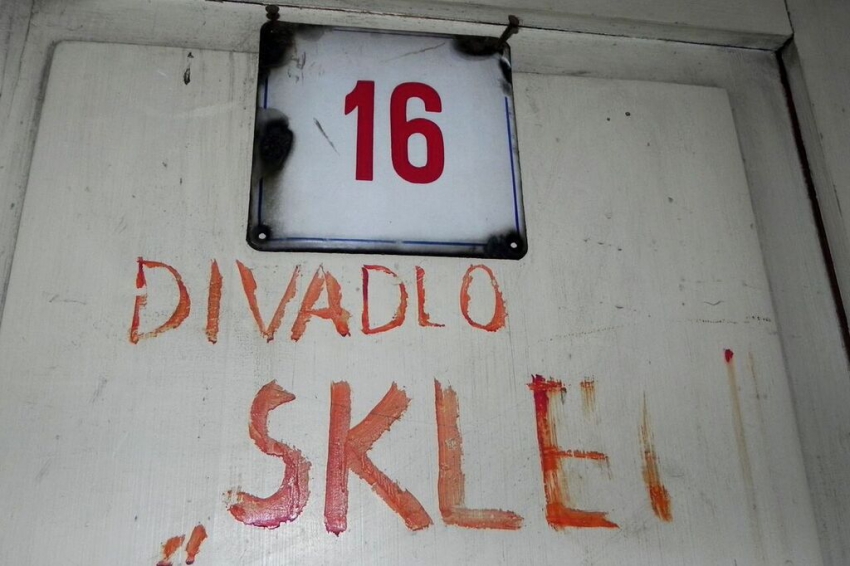 16
DIVADLO
„SKLE